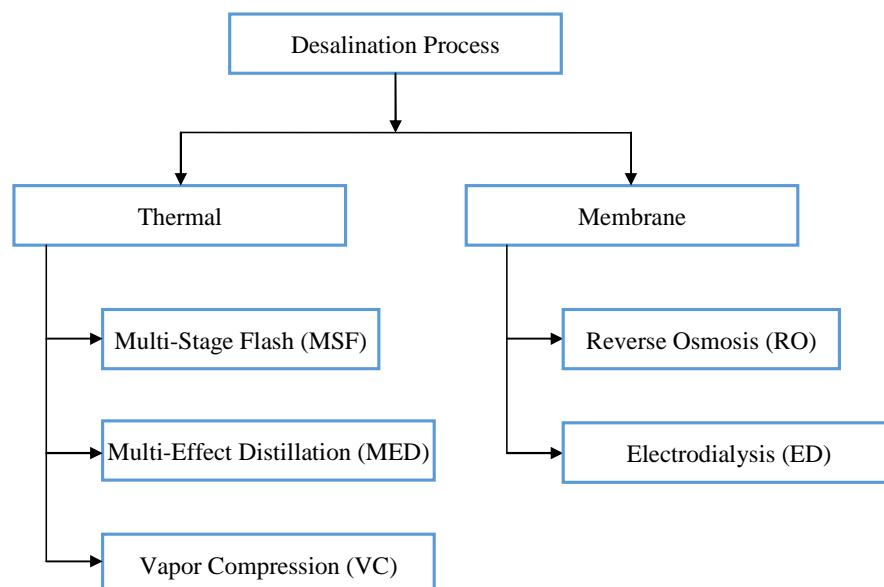 Desalination Process
Thermal
Membrane
Multi-Stage Flash (MSF)
Reverse Osmosis (RO)
Multi-Effect Distillation (MED)
Electrodialysis (ED)
Vapor Compression (VC)